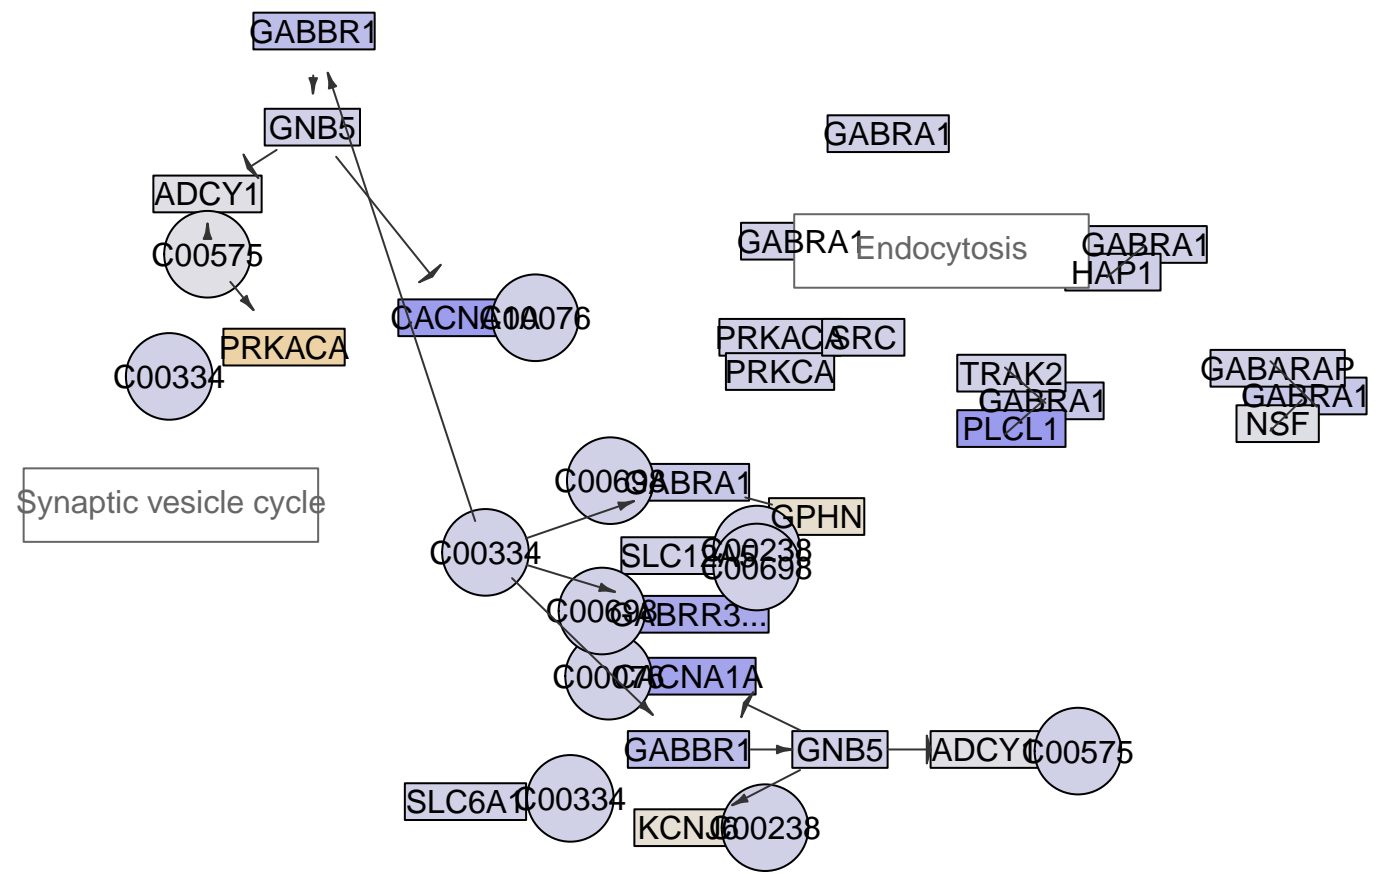 GABBR1
GNB5
GABRA1
ADCY1
C00575
GABRA1
Endocytosis
GABRA1
HAP1
CACNA1A
C00076
PRKACA
C00334
PRKACA
SRC
PRKCA
TRAK2
GABRA1
PLCL1
GABARAP
GABRA1
NSF
Synaptic vesicle cycle
C00698
GABRA1
GPHN
C00334
SLC12A5
C00238
C00698
C00698
GABRR3...
C00076
CACNA1A
GABBR1
GNB5
ADCY1
C00575
SLC6A1
C00334
KCNJ6
C00238